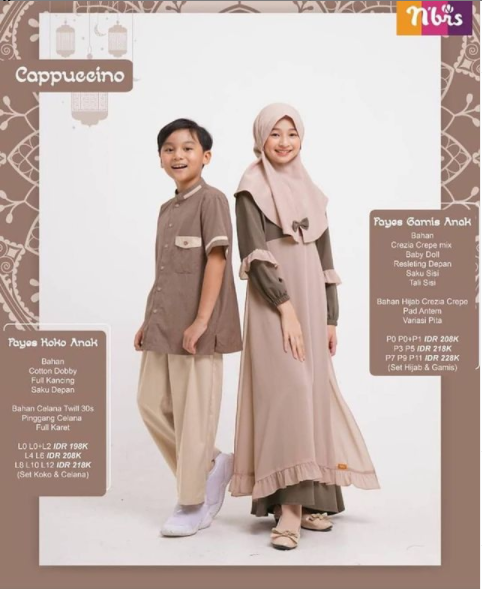 Nibrs
Cappuccino
Fayes Gamis Anak
Bahan
Crezia Crepe mix
Baby Doll
Resleting Depan
Saku Sisi
Tali Sisi
Bahan Hijab Crezia Crepe
Pad Antem
Variasi Pita
P0 P0+P1 IDR 208K
P3 P5 IDR 218K
P7 P9 P11 IDR 228K
(Set Hijab & Gamis)
Fayes Koko Anak
Bahan
Cotton Dobby
Full Kancing
Saku Depan
Bahan Celana Twill 30s
Pinggang Celana
Full Karet
L0 L0+L2 IDR 198K
L4 L6 IDR 208K
L8 L10 L12 IDR 218K
(Set Koko & Celana)